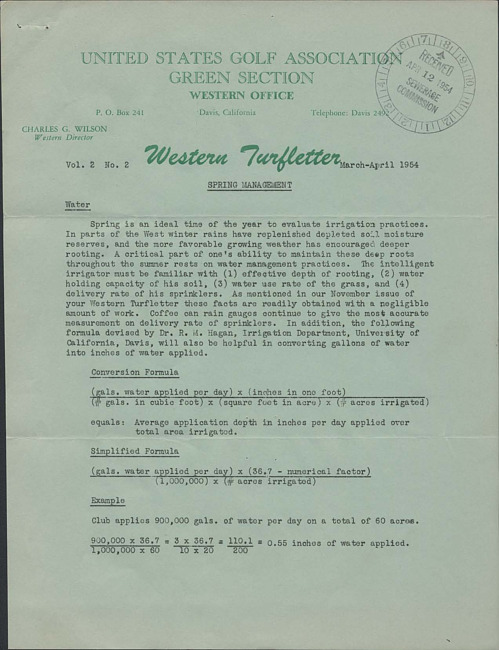 UNITED STATES GOLF ASSOCIATION
GREEN SECTION
WESTERN OFFICE
P. O. Box 241 Davis, California Telephone: Davis 2492
RECEIVED
APR 12 1954
SEWERAGE
COMMISSION
CHARLES G. WILSON
Western Director
Vol. 2 No. 2 Western Turfletter March-April 1954
SPRING MANAGEMENT
Water
Spring is an ideal time of the year to evaluate irrigation practices.
In parts of the West winter rains have replenished depleted soil moisture
reserves, and the more favorable growing weather has encouraged deeper
rooting. A critical part of one's ability to maintain these deep roots
throughout the summer rests on water management practices. The intelligent
irrigator must be familiar with (1) effective depth of rooting, (2) water
holding capacity of his soil, (3) water use rate of the grass, and (4)
delivery rate of his sprinklers. As mentioned in our November issue of
your Western Turfletter these facts are readily obtained with a negligible
amount of work. Coffee can rain gauges continue to give the most accurate
measurement on delivery rate of sprinklers. In addition, the following
formula devised by Dr. R. M. Hagan, Irrigation Department, University of
California, Davis, will also be helpful in converting gallons of water
into inches of water applied.
Conversion Formula
(gals. water applied per day) x (inches in one foot)
(# gals. in cubic foot) x (square feet in acre) x (# acres irrigated)
equals: Average application depth in inches per day applied over
total area irrigated.
Simplified Formula
(gals. water applied per day) x (36.7 - numerical factor)
(1,000,000) x (# acres irrigated)
Example
Club applies 900,000 gals. of water per day on a total of 60 acres.
900,000 x 36.7 = 3 x 36.7 = 110.1 = 0.55 inches of water applied.
1,000,000 x 60 10 x 20 200